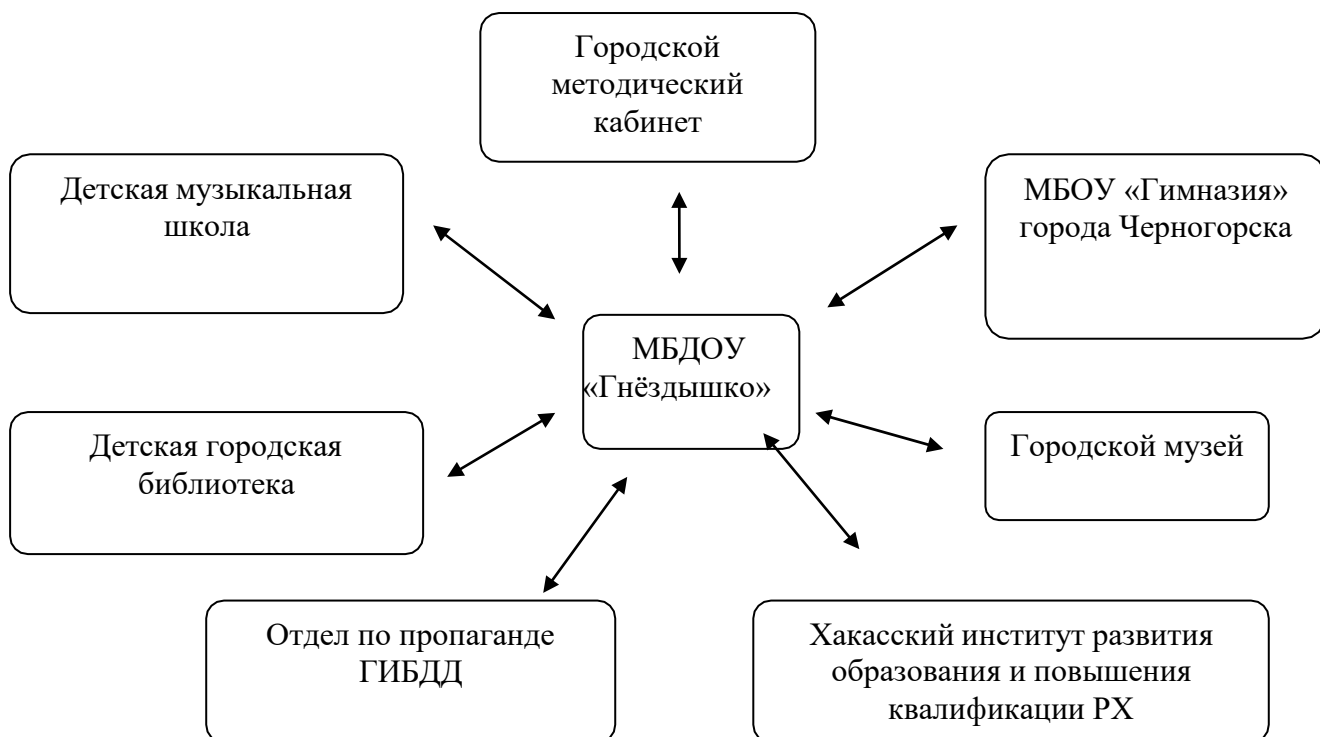 Городской
методический
кабинет
Детская музыкальная
школа
МБОУ «Гимназия»
города Черногорска
МБДОУ
«Гнёздышко»
Детская городская
библиотека
Городской музей
Отдел по пропаганде
ГИБДД
Хакасский институт развития
образования и повышения
квалификации РХ